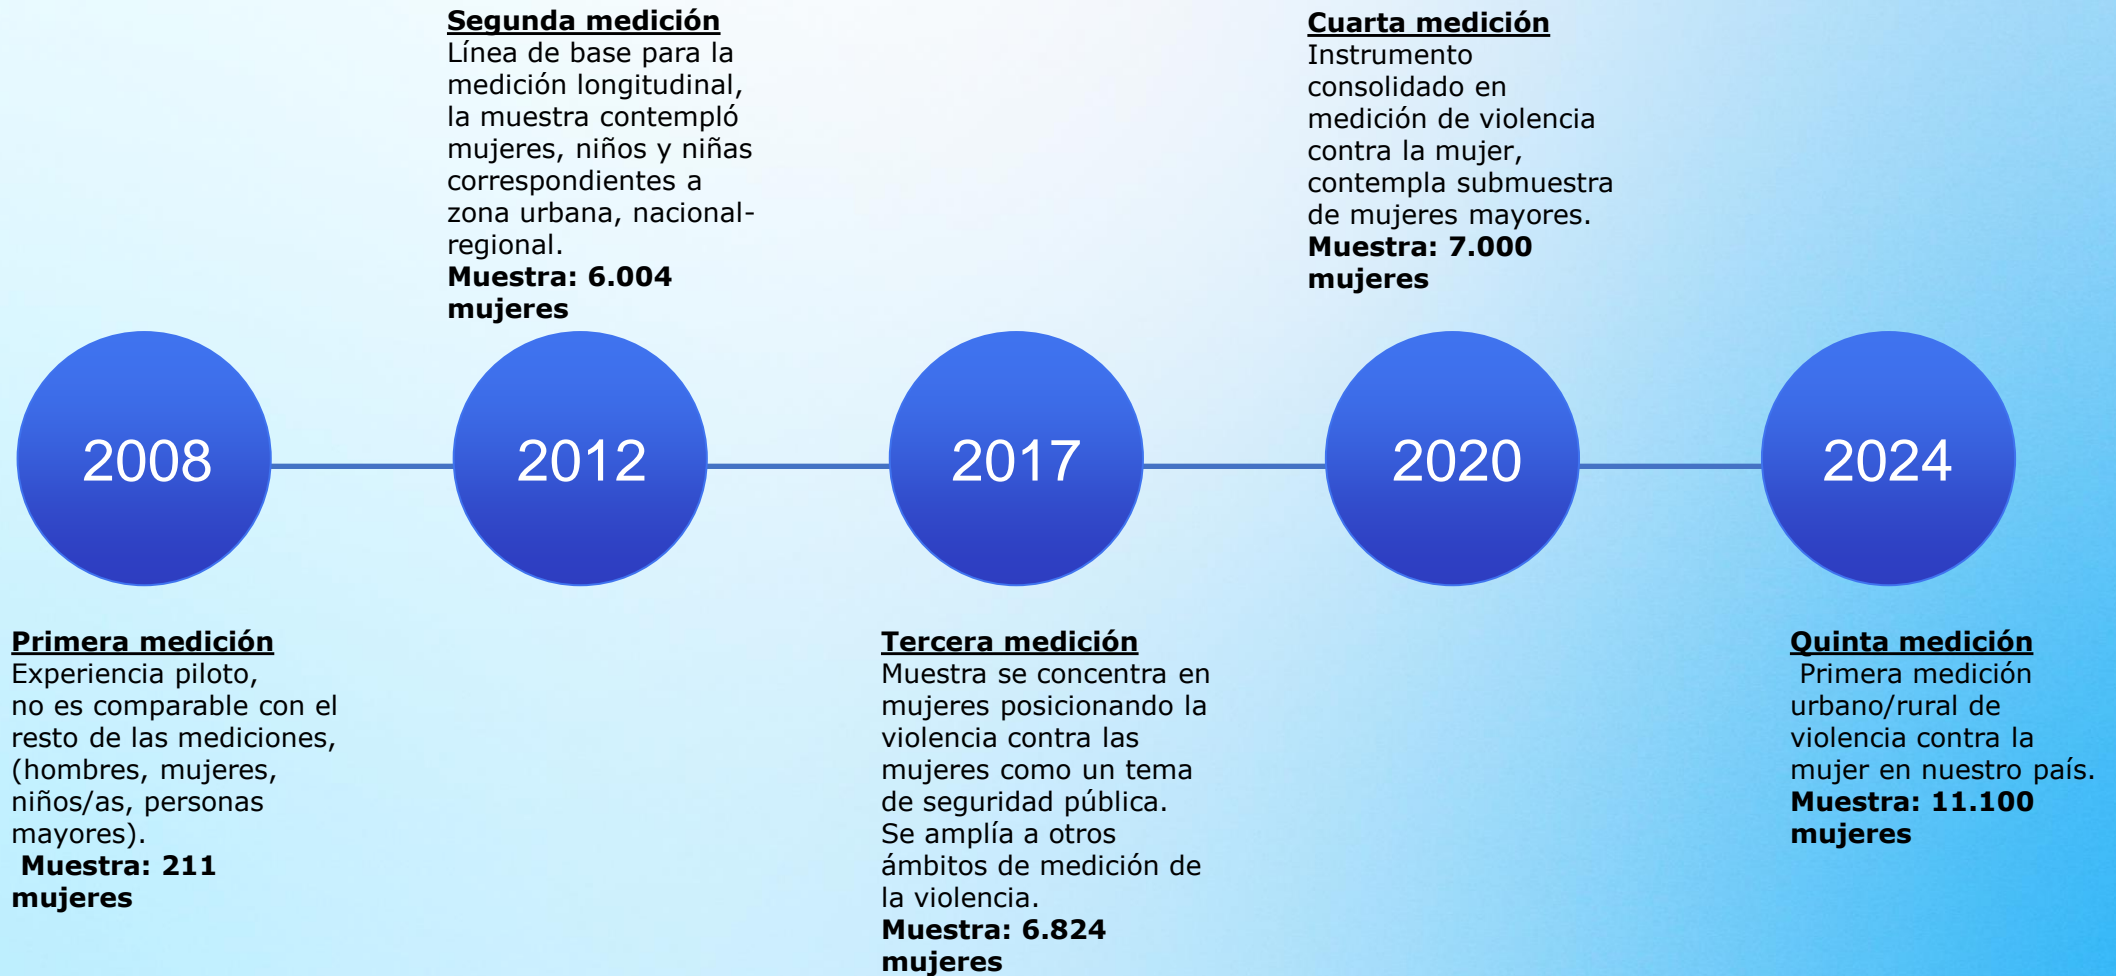 Segunda medición
Línea de base para la
medición longitudinal,
la muestra contempló
mujeres, niños y niñas
correspondientes a
zona urbana, nacional-
regional.
Muestra: 6.004
mujeres
Cuarta medición
Instrumento
consolidado en
medición de violencia
contra la mujer,
contempla submuestra
de mujeres mayores.
Muestra: 7.000
mujeres
2008
2012
2017
2020
2024
Primera medición
Experiencia piloto,
no es comparable con el
resto de las mediciones,
(hombres, mujeres,
niños/as, personas
mayores).
Muestra: 211
mujeres
Tercera medición
Muestra se concentra en
mujeres posicionando la
violencia contra las
mujeres como un tema
de seguridad pública.
Se amplía a otros
ámbitos de medición de
la violencia.
Muestra: 6.824
mujeres
Quinta medición
Primera medición
urbano/rural de
violencia contra la
mujer en nuestro país.
Muestra: 11.100
mujeres